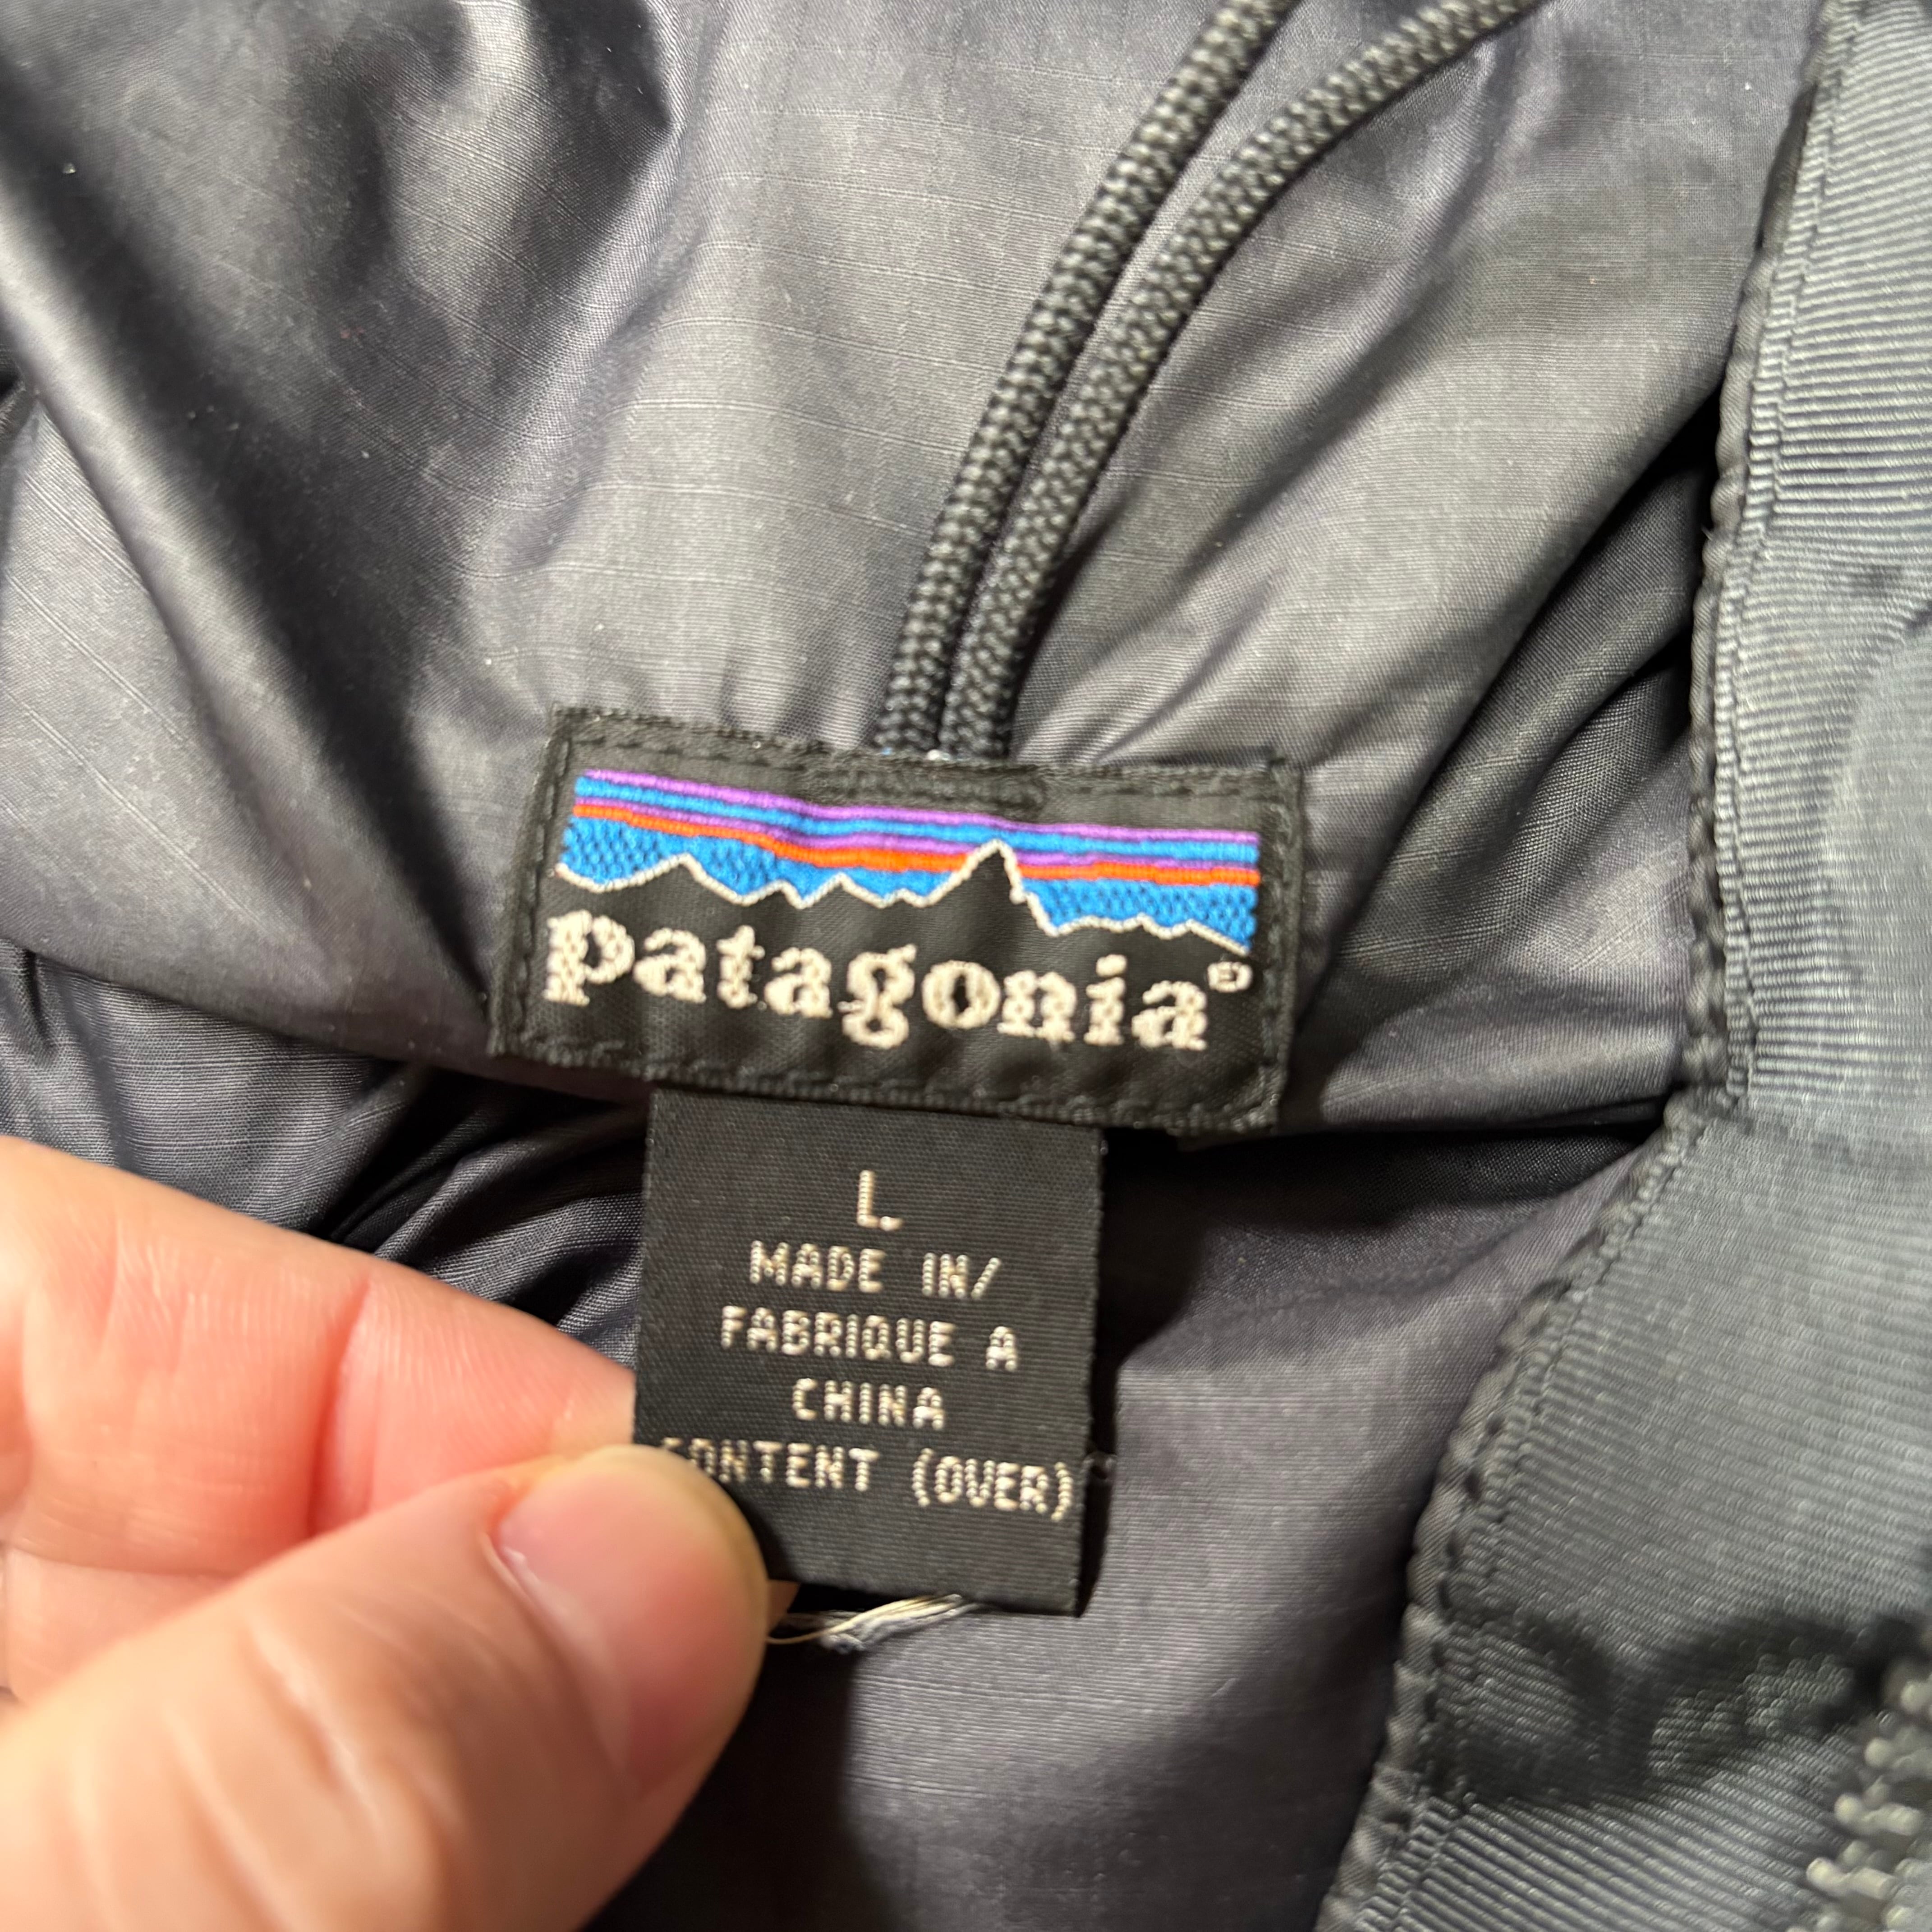 patagonia®
L
MADE IN/
FABRIQUE A
CHINA
CONTENT (OVER)